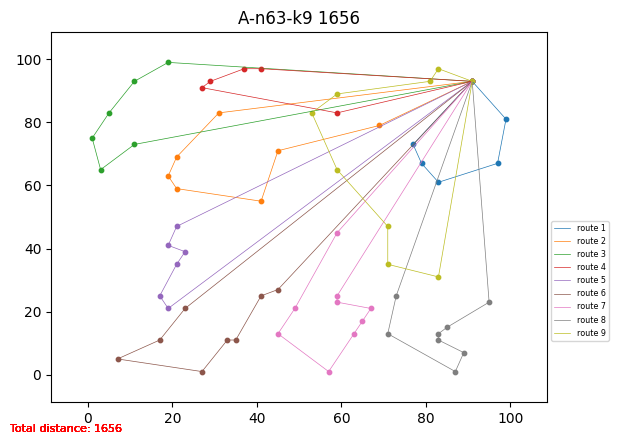 A-n63-k9 1656
100
80
60
40
20
0
0 20 40 60 80 100
route 1
route 2
route 3
route 4
route 5
route 6
route 7
route 8
route 9
Total distance: 1656